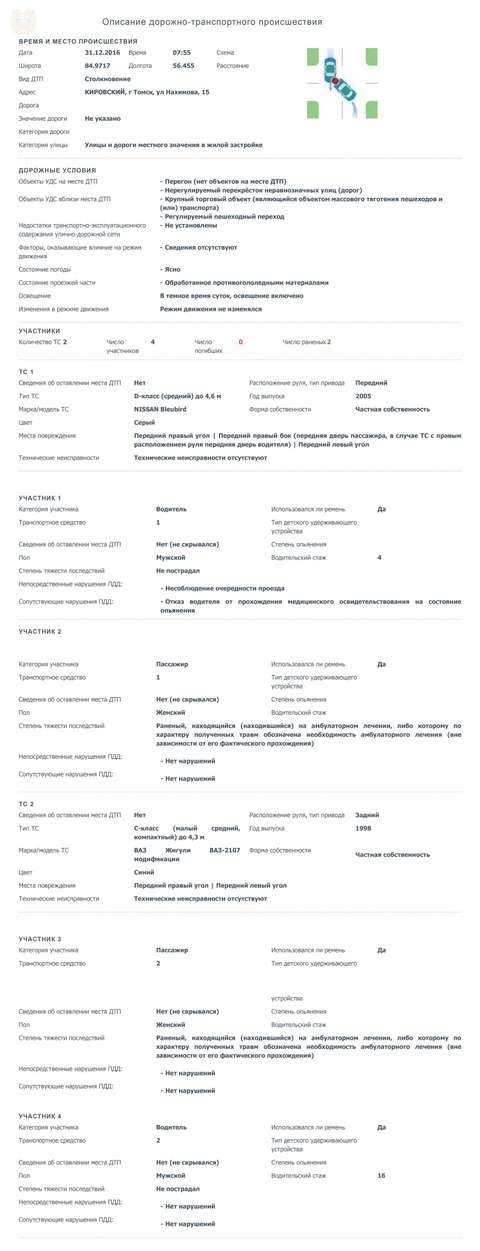 Описание дорожно-транспортного происшествия
ВРЕМЯ И МЕСТО ПРОИСШЕСТВИЯ
Дата 31.12.2016 Время 07:55 Схема
Широта 84.9717 Долгота 56.455 Расстояние
Вид ДТП Столкновение
Адрес КИРОВСКИЙ, г Томск, ул Нахимова, 15
Дорога
Значение дороги Не указано
Категория дороги
Категория улицы Улицы и дороги местного значения в жилой застройке
ДОРОЖНЫЕ УСЛОВИЯ
Объекты УДС на месте ДТП - Перегон (нет объектов на месте ДТП)
- Нерегулируемый перекрёсток неравнозначных улиц (дорог)
Объекты УДС вблизи места ДТП - Крупный торговый объект (являющийся объектом массового тяготения пешеходов и
(или) транспорта)
- Регулируемый пешеходный переход
Недостатки транспортно-эксплуатационного - Не установлены
содержания улично-дорожной сети
Факторы, оказывающие влияние на режим - Сведения отсутствуют
движения
Состояние погоды - Ясно
Состояние проезжей части - Обработанное противогололедными материалами
Освещение В темное время суток, освещение включено
Изменения в режиме движения Режим движения не изменялся
УЧАСТНИКИ
Количество ТС 2 Число 4 Число 0 Число раненых 2
участников погибших
ТС 1
Сведения об оставлении места ДТП Нет Расположение руля, тип привода Передний
Тип ТС D-класс (средний) до 4,6 м Год выпуска 2005
Марка/модель ТС NISSAN Bleubird Форма собственности Частная собственность
Цвет Серый
Места повреждения Передний правый угол | Передний правый бок (передняя дверь пассажира, в случае ТС с правым
расположением руля передняя дверь водителя) | Передний левый угол
Технические неисправности Технические неисправности отсутствуют
УЧАСТНИК 1
Категория участника Водитель Использовался ли ремень Да
Транспортное средство 1 Тип детского удерживающего
устройства
Сведения об оставлении места ДТП Нет (не скрывался) Степень опьянения
Пол Мужской Водительский стаж 4
Степень тяжести последствий Не пострадал
Непосредственные нарушения ПДД: - Несоблюдение очередности проезда
Сопутствующие нарушения ПДД: - Отказ водителя от прохождения медицинского освидетельствования на состояние
опьянения
УЧАСТНИК 2
Категория участника Пассажир Использовался ли ремень Да
Транспортное средство 1 Тип детского удерживающего
устройства
Сведения об оставлении места ДТП Нет (не скрывался) Степень опьянения
Пол Женский Водительский стаж
Степень тяжести последствий Раненый, находящийся (находившийся) на амбулаторном лечении, либо которому по
характеру полученных травм обозначена необходимость амбулаторного лечения (вне
зависимости от его фактического прохождения)
Непосредственные нарушения ПДД: - Нет нарушений
Сопутствующие нарушения ПДД: - Нет нарушений
ТС 2
Сведения об оставлении места ДТП Нет Расположение руля, тип привода Задний
Тип ТС С-класс (малый средний, Год выпуска 1998
компактный) до 4,3 м
Марка/модель ТС ВАЗ Жигули ВАЗ-2107 Форма собственности Частная собственность
модификации
Цвет Синий
Места повреждения Передний правый угол | Передний левый угол
Технические неисправности Технические неисправности отсутствуют
УЧАСТНИК 3
Категория участника Пассажир Использовался ли ремень Да
Транспортное средство 2 Тип детского удерживающего
устройства
Сведения об оставлении места ДТП Нет (не скрывался) Степень опьянения
Пол Женский Водительский стаж
Степень тяжести последствий Раненый, находящийся (находившийся) на амбулаторном лечении, либо которому по
характеру полученных травм обозначена необходимость амбулаторного лечения (вне
зависимости от его фактического прохождения)
Непосредственные нарушения ПДД: - Нет нарушений
Сопутствующие нарушения ПДД: - Нет нарушений
УЧАСТНИК 4
Категория участника Водитель Использовался ли ремень Да
Транспортное средство 2 Тип детского удерживающего
устройства
Сведения об оставлении места ДТП Нет (не скрывался) Степень опьянения
Пол Мужской Водительский стаж 16
Степень тяжести последствий Не пострадал
Непосредственные нарушения ПДД: - Нет нарушений
Сопутствующие нарушения ПДД: - Нет нарушений